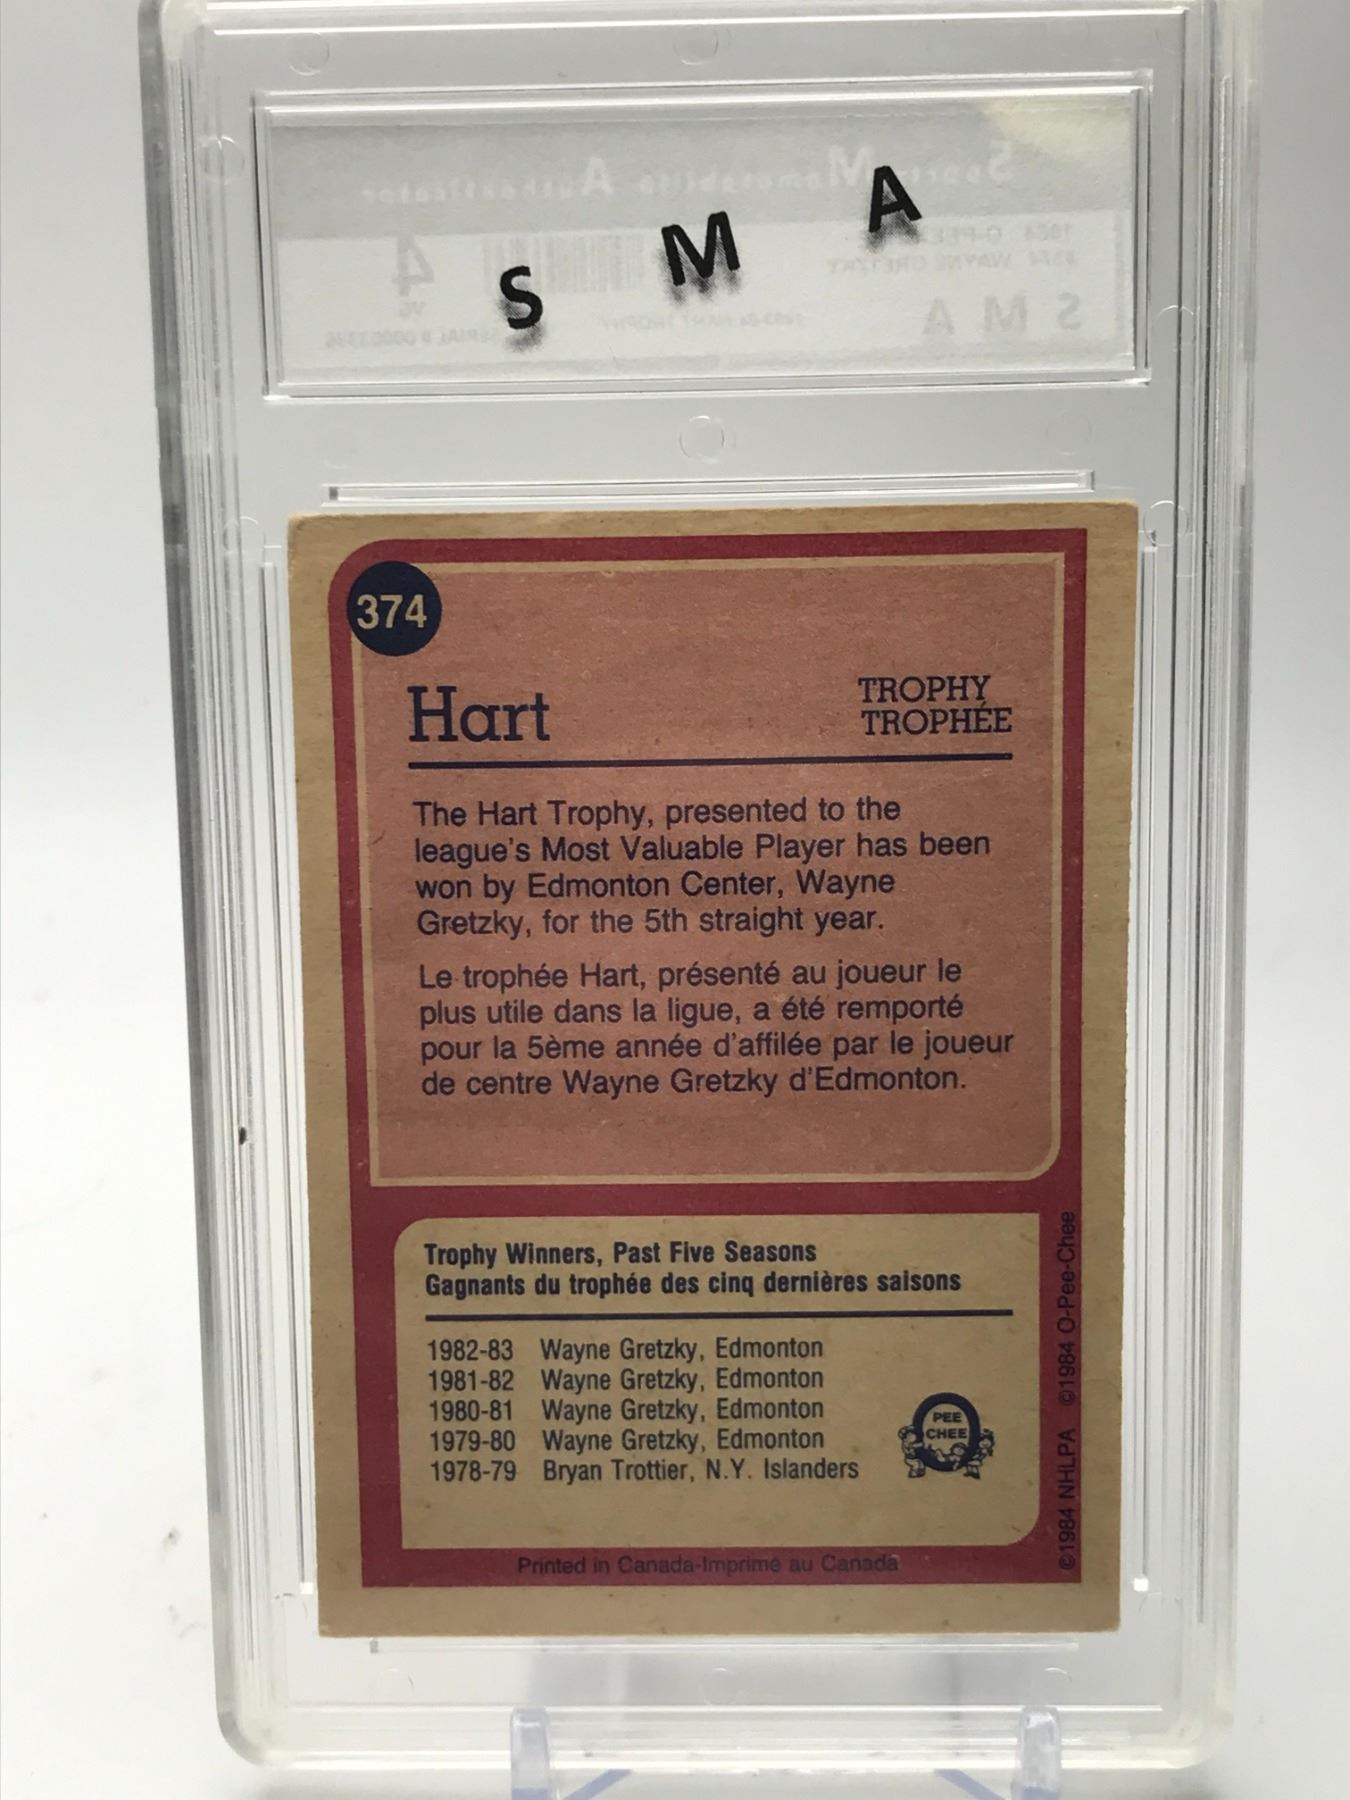 S M A
374
Hart
TROPHY
TROPHÉE
The Hart Trophy, presented to the
league's Most Valuable Player has been
won by Edmonton Center, Wayne
Gretzky, for the 5th straight year.
Le trophée Hart, présenté au joueur le
plus utile dans la ligue, a été remporté
pour la 5ème année d'affilée par le joueur
de centre Wayne Gretzky d'Edmonton.
Trophy Winners, Past Five Seasons
Gagnants du trophée des cinq dernières saisons
1982-83 Wayne Gretzky, Edmonton
1981-82 Wayne Gretzky, Edmonton
1980-81 Wayne Gretzky, Edmonton
1979-80 Wayne Gretzky, Edmonton
1978-79 Bryan Trottier, N.Y. Islanders
O
PEE
CHEE
Printed in Canada-Imprimé au Canada
©1984 NHLPA ©1984 O-Pee-Chee